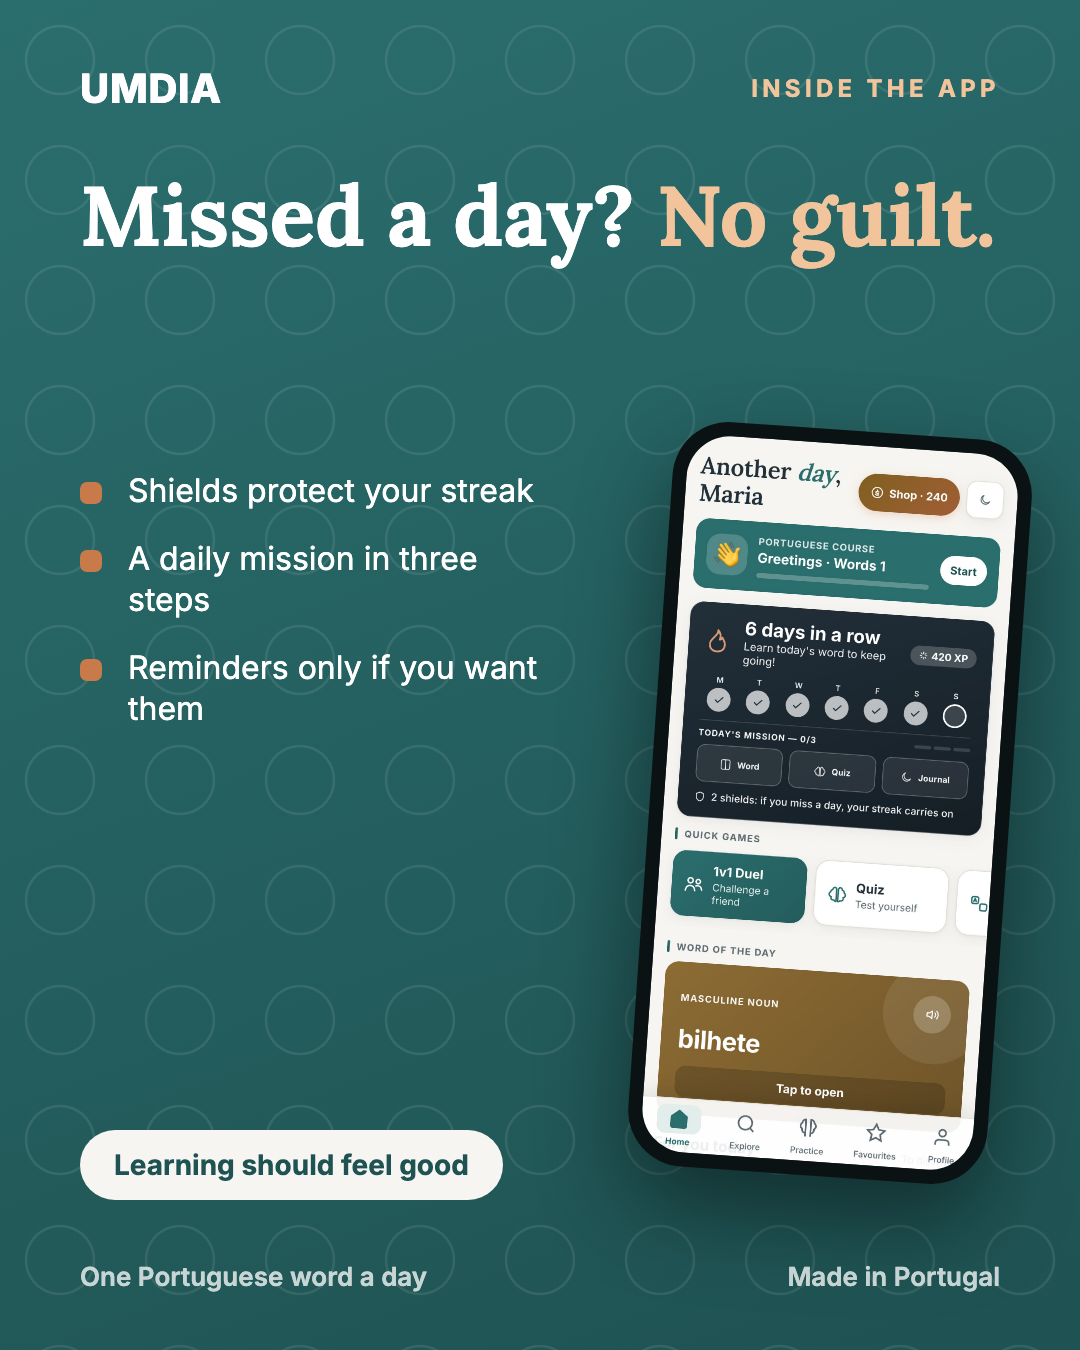 UMDIA
INSIDE THE APP
Missed a day? No guilt.
Shields protect your streak
A daily mission in three
steps
Reminders only if you want
them
Another day,
Maria
Shop · 240
PORTUGUESE COURSE
Greetings · Words 1
Start
6 days in a row
Learn today's word to keep
going!
420 XP
M T W T F S S
TODAY'S MISSION — 0/3
Word
Quiz
Journal
2 shields: if you miss a day, your streak carries on
QUICK GAMES
1v1 Duel
Challenge a
friend
Quiz
Test yourself
WORD OF THE DAY
MASCULINE NOUN
bilhete
Tap to open
Home
Explore
Practice
Favourites
Profile
Learning should feel good
One Portuguese word a day
Made in Portugal